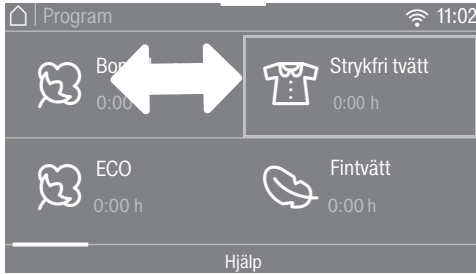 Program 11:02
Strykfri tvätt
0:00 h
ECO
0:00 h
Fintvätt
0:00 h
Hjälp